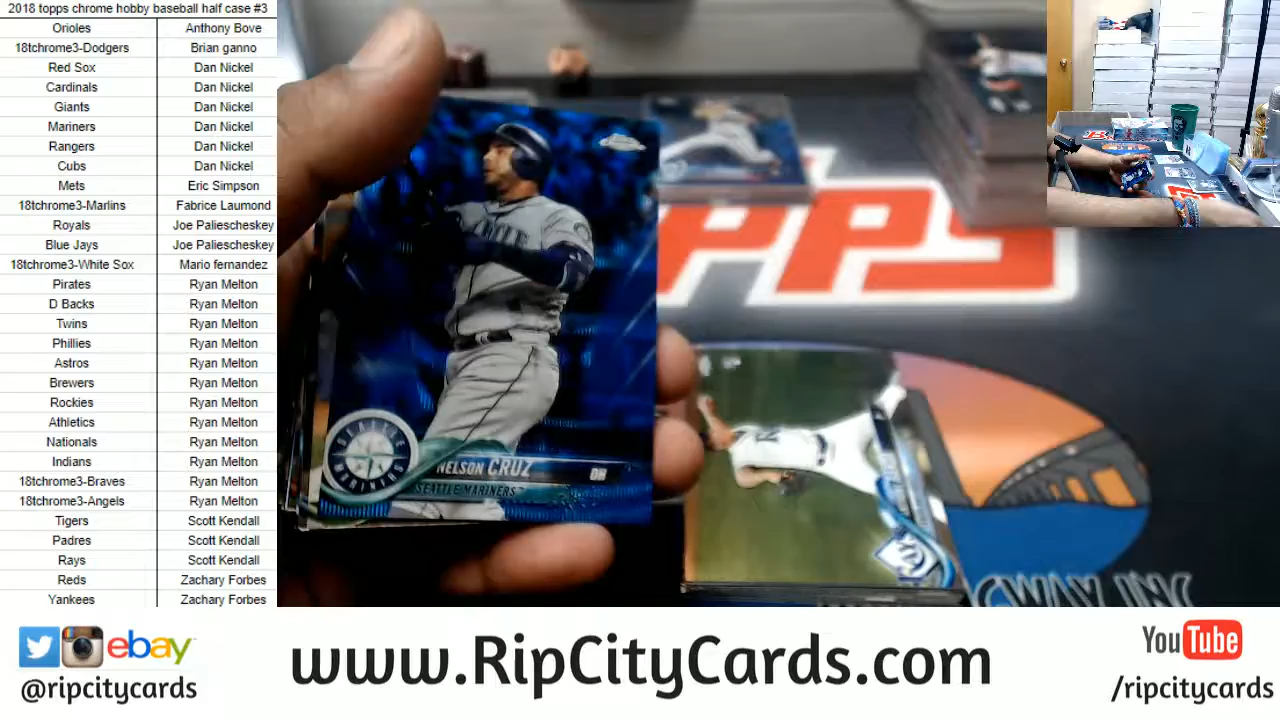 2018 topps chrome hobby baseball half case #3
Orioles Anthony Bove
18tchrome3-Dodgers Brian ganno
Red Sox Dan Nickel
Cardinals Dan Nickel
Giants Dan Nickel
Mariners Dan Nickel
Rangers Dan Nickel
Cubs Dan Nickel
Mets Eric Simpson
18tchrome3-Marlins Fabrice Laumond
Royals Joe Paliescheskey
Blue Jays Joe Paliescheskey
18tchrome3-White Sox Mario fernandez
Pirates Ryan Melton
D Backs Ryan Melton
Twins Ryan Melton
Phillies Ryan Melton
Astros Ryan Melton
Brewers Ryan Melton
Rockies Ryan Melton
Athletics Ryan Melton
Nationals Ryan Melton
Indians Ryan Melton
18tchrome3-Braves Ryan Melton
18tchrome3-Angels Ryan Melton
Tigers Scott Kendall
Padres Scott Kendall
Rays Scott Kendall
Reds Zachary Forbes
Yankees Zachary Forbes
SEATTLE
MARINERS
NELSON CRUZ DH
SEATTLE MARINERS
TOPPS
GWAY INC
ebay
@ripcitycards
www.RipCityCards.com
YouTube
/ripcitycards